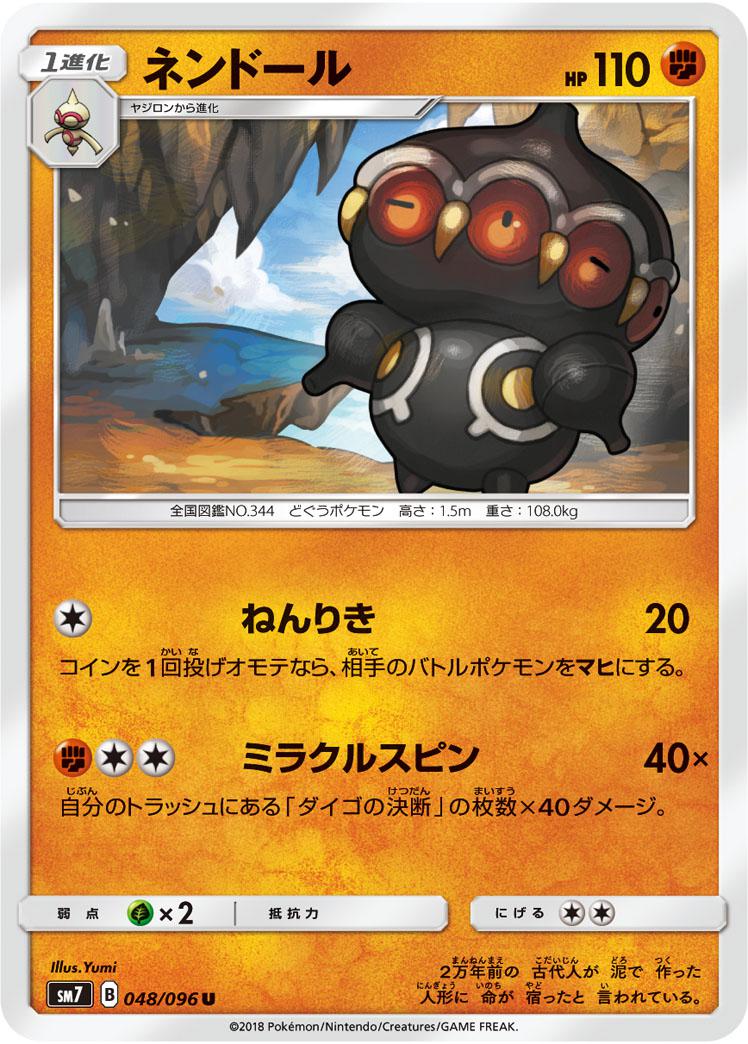 1進化
ネンドール
HP 110
ヤジロンから進化
全国図鑑NO.344 どぐうポケモン 高さ:1.5m 重さ:108.0kg
ねんりき 20
コインを1回投げオモテなら、相手のバトルポケモンをマヒにする。
ミラクルスピン 40×
自分のトラッシュにある「ダイゴの決断」の枚数×40ダメージ。
弱点 ×2 抵抗力 にげる
Illus.Yumi
2万年前の 古代人が 泥で 作った
人形に 命が 宿ったと 言われている。
SM7 B 048/096 U
©2018 Pokémon/Nintendo/Creatures/GAME FREAK.